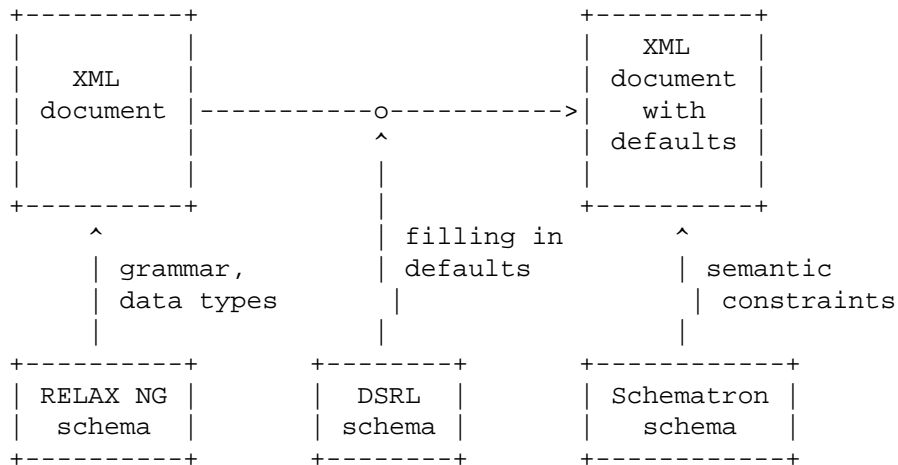 XML
document
XML
document
with
defaults
grammar,
data types
filling in
defaults
semantic
constraints
RELAX NG
schema
DSRL
schema
Schematron
schema